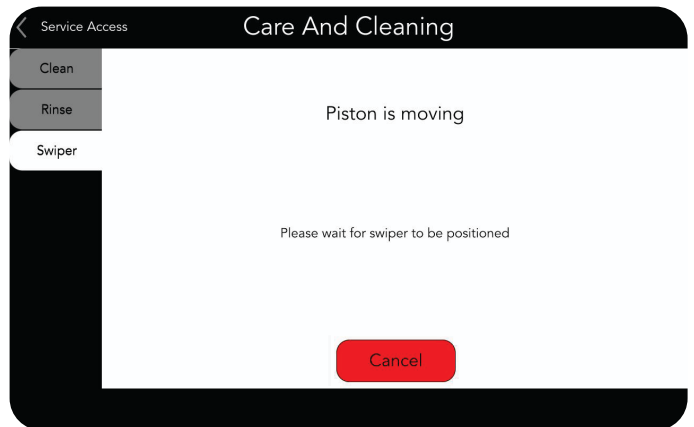 Service Access
Care And Cleaning
Clean
Rinse
Swiper
Piston is moving
Please wait for swiper to be positioned
Cancel